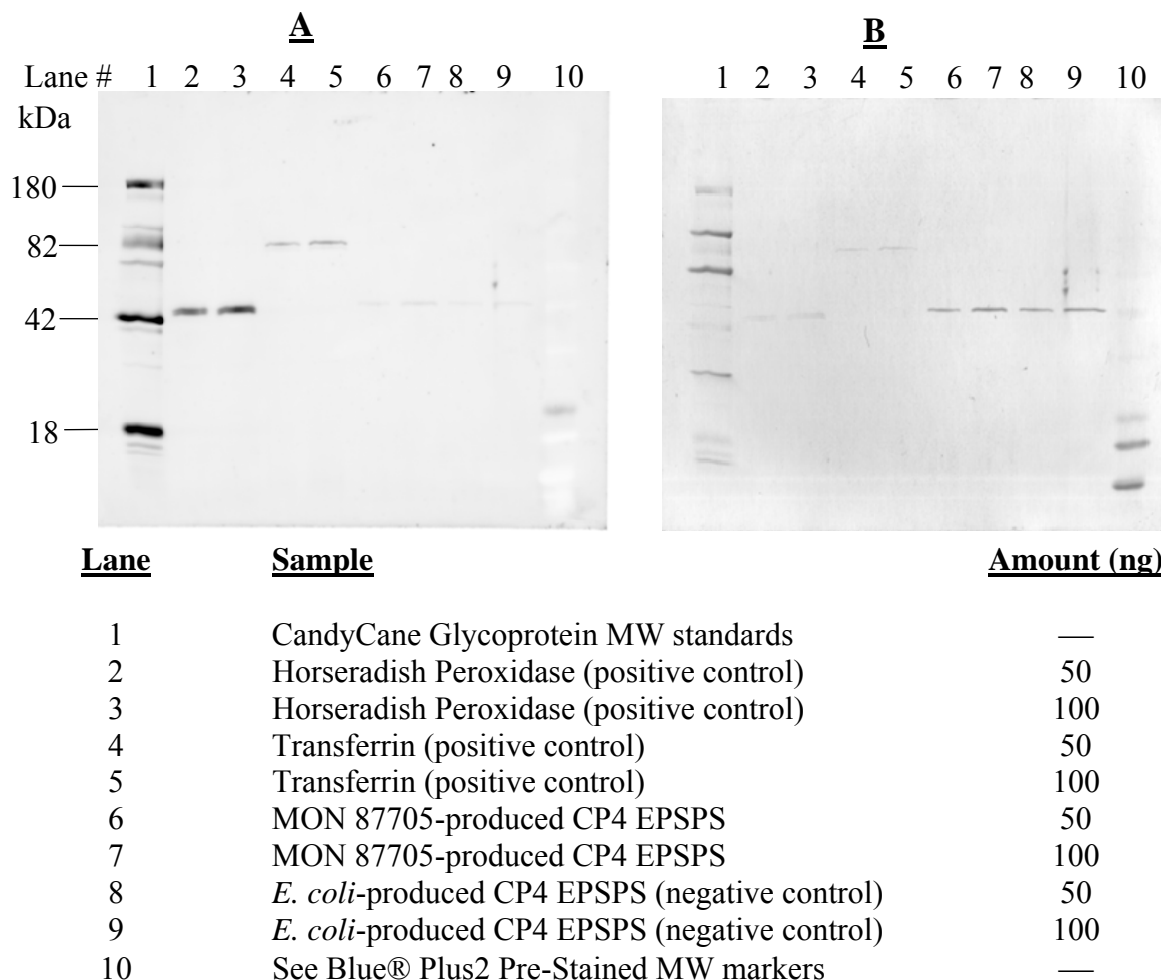 A
B
Lane # 1 2 3 4 5 6 7 8 9 10
1 2 3 4 5 6 7 8 9 10
kDa
180
82
42
18
Lane Sample Amount (ng)
1 CandyCane Glycoprotein MW standards —
2 Horseradish Peroxidase (positive control) 50
3 Horseradish Peroxidase (positive control) 100
4 Transferrin (positive control) 50
5 Transferrin (positive control) 100
6 MON 87705-produced CP4 EPSPS 50
7 MON 87705-produced CP4 EPSPS 100
8 E. coli-produced CP4 EPSPS (negative control) 50
9 E. coli-produced CP4 EPSPS (negative control) 100
10 See Blue® Plus2 Pre-Stained MW markers —